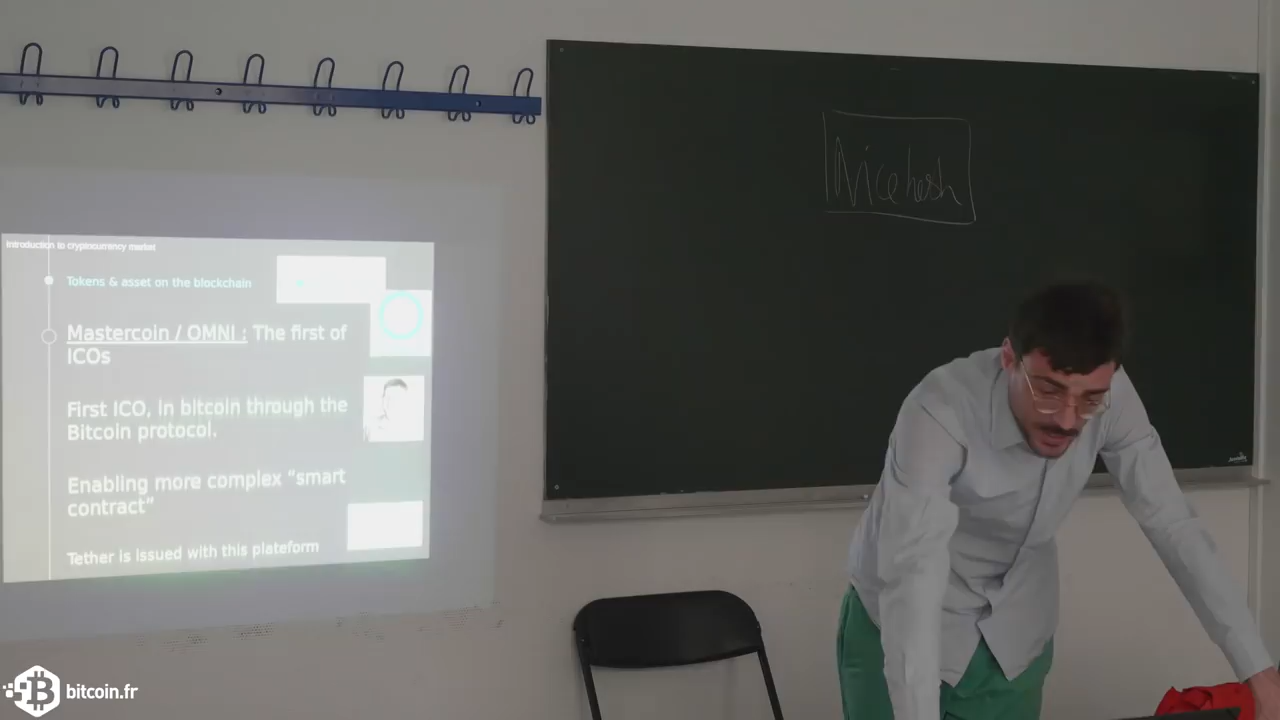 Introduction to cryptocurrency market
Tokens & asset on the blockchain
Mastercoin / OMNI : The first of
ICOs
First ICO, in bitcoin through the
Bitcoin protocol.
Enabling more complex “smart
contract”
Tether is issued with this plateform
Nicehash
bitcoin.fr